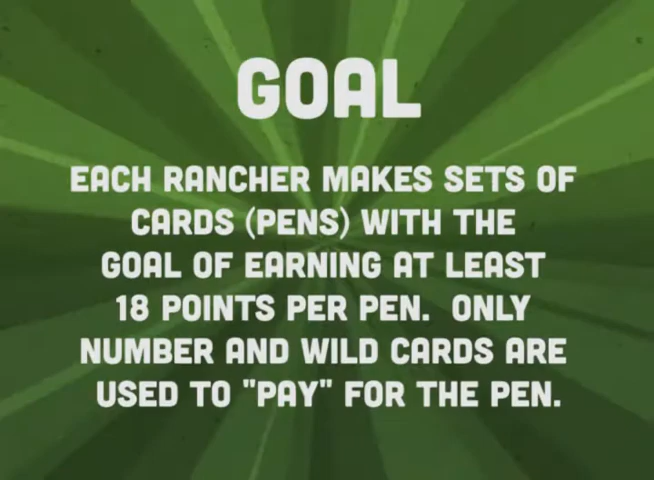 GOAL
EACH RANCHER MAKES SETS OF
CARDS (PENS) WITH THE
GOAL OF EARNING AT LEAST
18 POINTS PER PEN. ONLY
NUMBER AND WILD CARDS ARE
USED TO "PAY" FOR THE PEN.